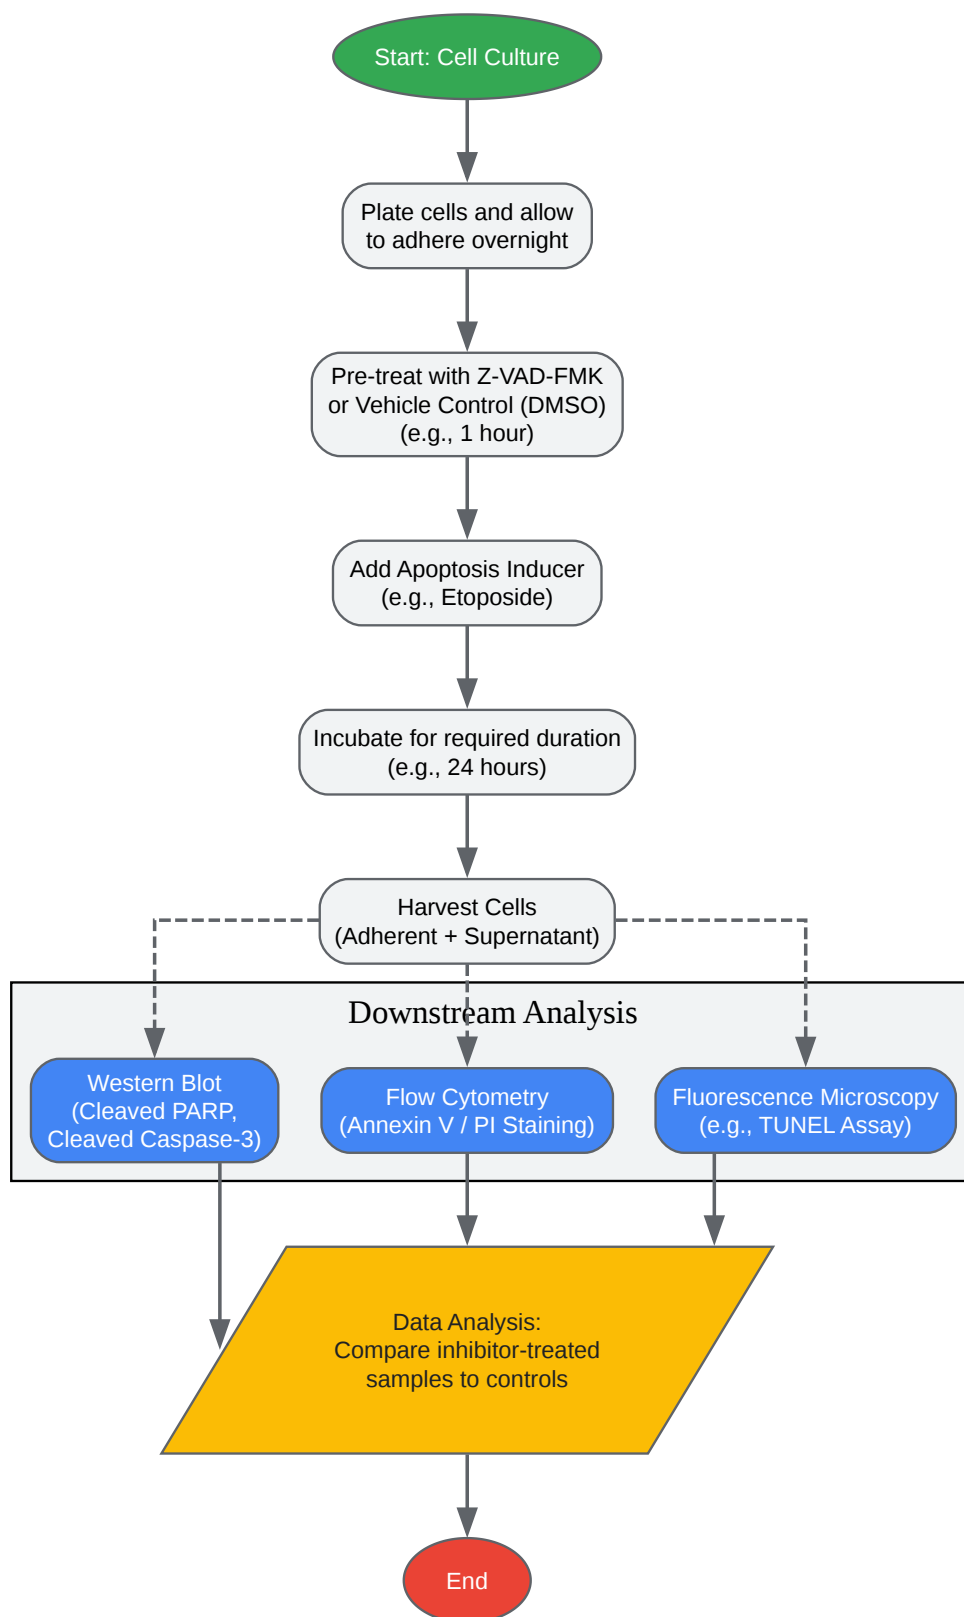 Start: Cell Culture
Plate cells and allow
to adhere overnight
Pre-treat with Z-VAD-FMK
or Vehicle Control (DMSO)
(e.g., 1 hour)
Add Apoptosis Inducer
(e.g., Etoposide)
Incubate for required duration
(e.g., 24 hours)
Harvest Cells
(Adherent + Supernatant)
Downstream Analysis
Western Blot
(Cleaved PARP,
Cleaved Caspase-3)
Flow Cytometry
(Annexin V / PI Staining)
Fluorescence Microscopy
(e.g., TUNEL Assay)
Data Analysis:
Compare inhibitor-treated
samples to controls
End